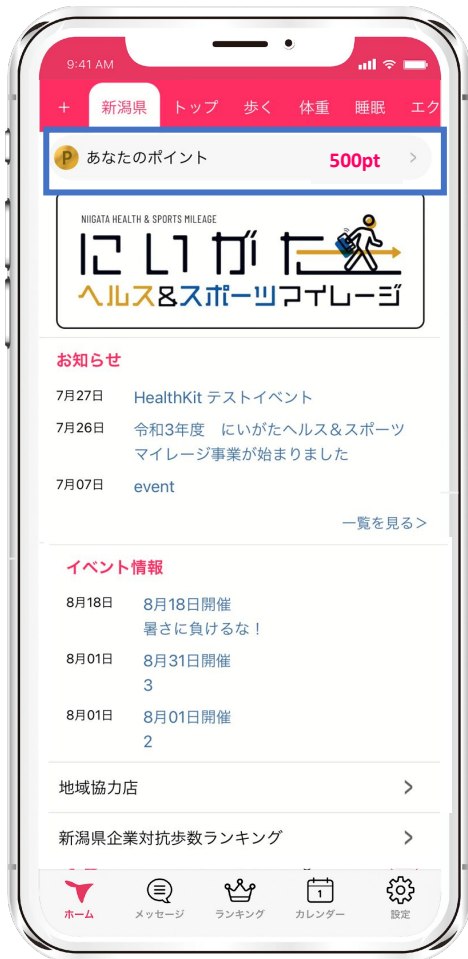 9:41 AM
+ 新潟県 トップ 歩く 体重 睡眠 エク
P あなたのポイント 500pt >
NIIGATA HEALTH & SPORTS MILEAGE
にいがた
ヘルス&スポーツマイレージ
お知らせ
7月27日 HealthKit テストイベント
7月26日 令和3年度 にいがたヘルス＆スポーツ
マイレージ事業が始まりました
7月07日 event
一覧を見る>
イベント情報
8月18日 8月18日開催
暑さに負けるな！
8月01日 8月31日開催
3
8月01日 8月01日開催
2
地域協力店 >
新潟県企業対抗歩数ランキング >
1
ホーム メッセージ ランキング カレンダー 設定